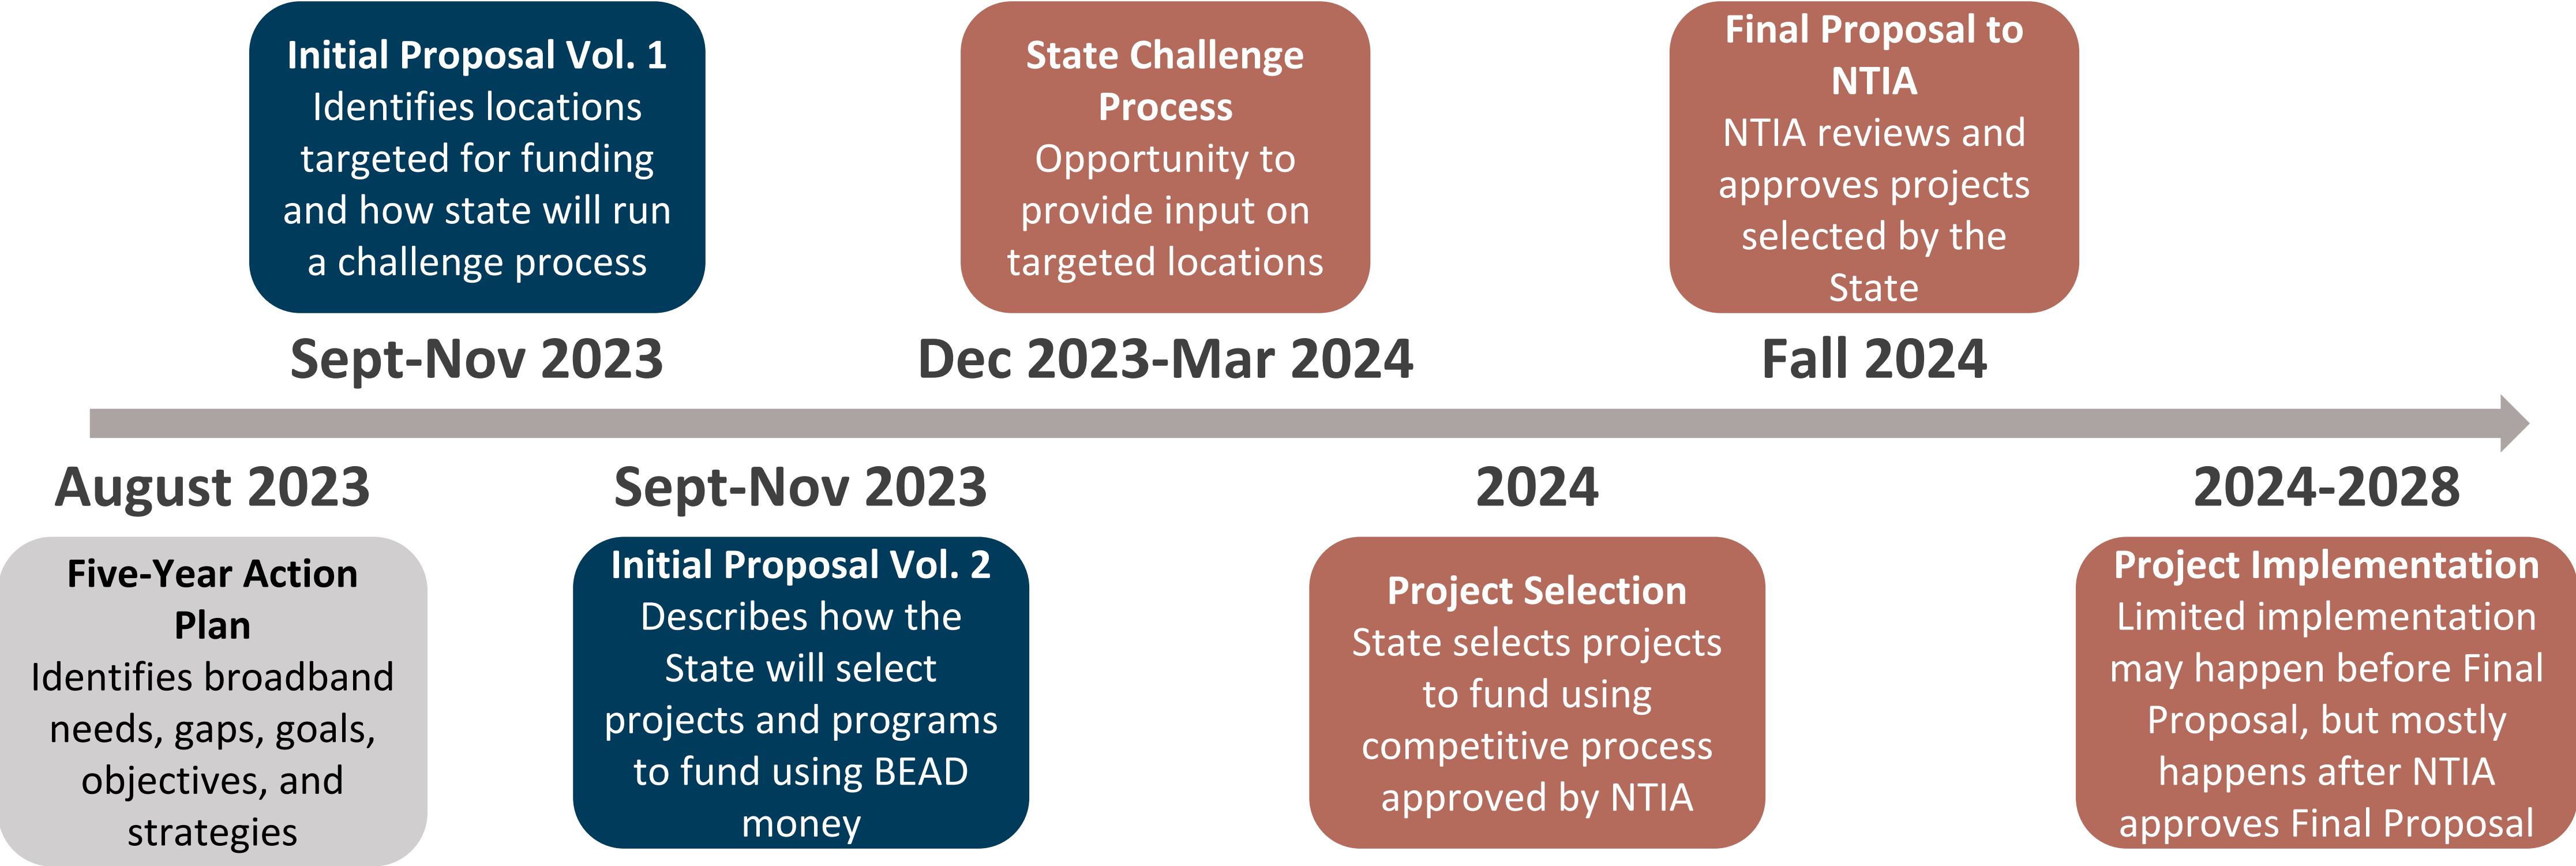 Initial Proposal Vol. 1
Identifies locations
targeted for funding
and how state will run
a challenge process
Sept-Nov 2023
State Challenge
Process
Opportunity to
provide input on
targeted locations
Dec 2023-Mar 2024
Final Proposal to
NTIA
NTIA reviews and
approves projects
selected by the
State
Fall 2024
August 2023
Five-Year Action
Plan
Identifies broadband
needs, gaps, goals,
objectives, and
strategies
Sept-Nov 2023
Initial Proposal Vol. 2
Describes how the
State will select
projects and programs
to fund using BEAD
money
2024
Project Selection
State selects projects
to fund using
competitive process
approved by NTIA
2024-2028
Project Implementation
Limited implementation
may happen before Final
Proposal, but mostly
happens after NTIA
approves Final Proposal